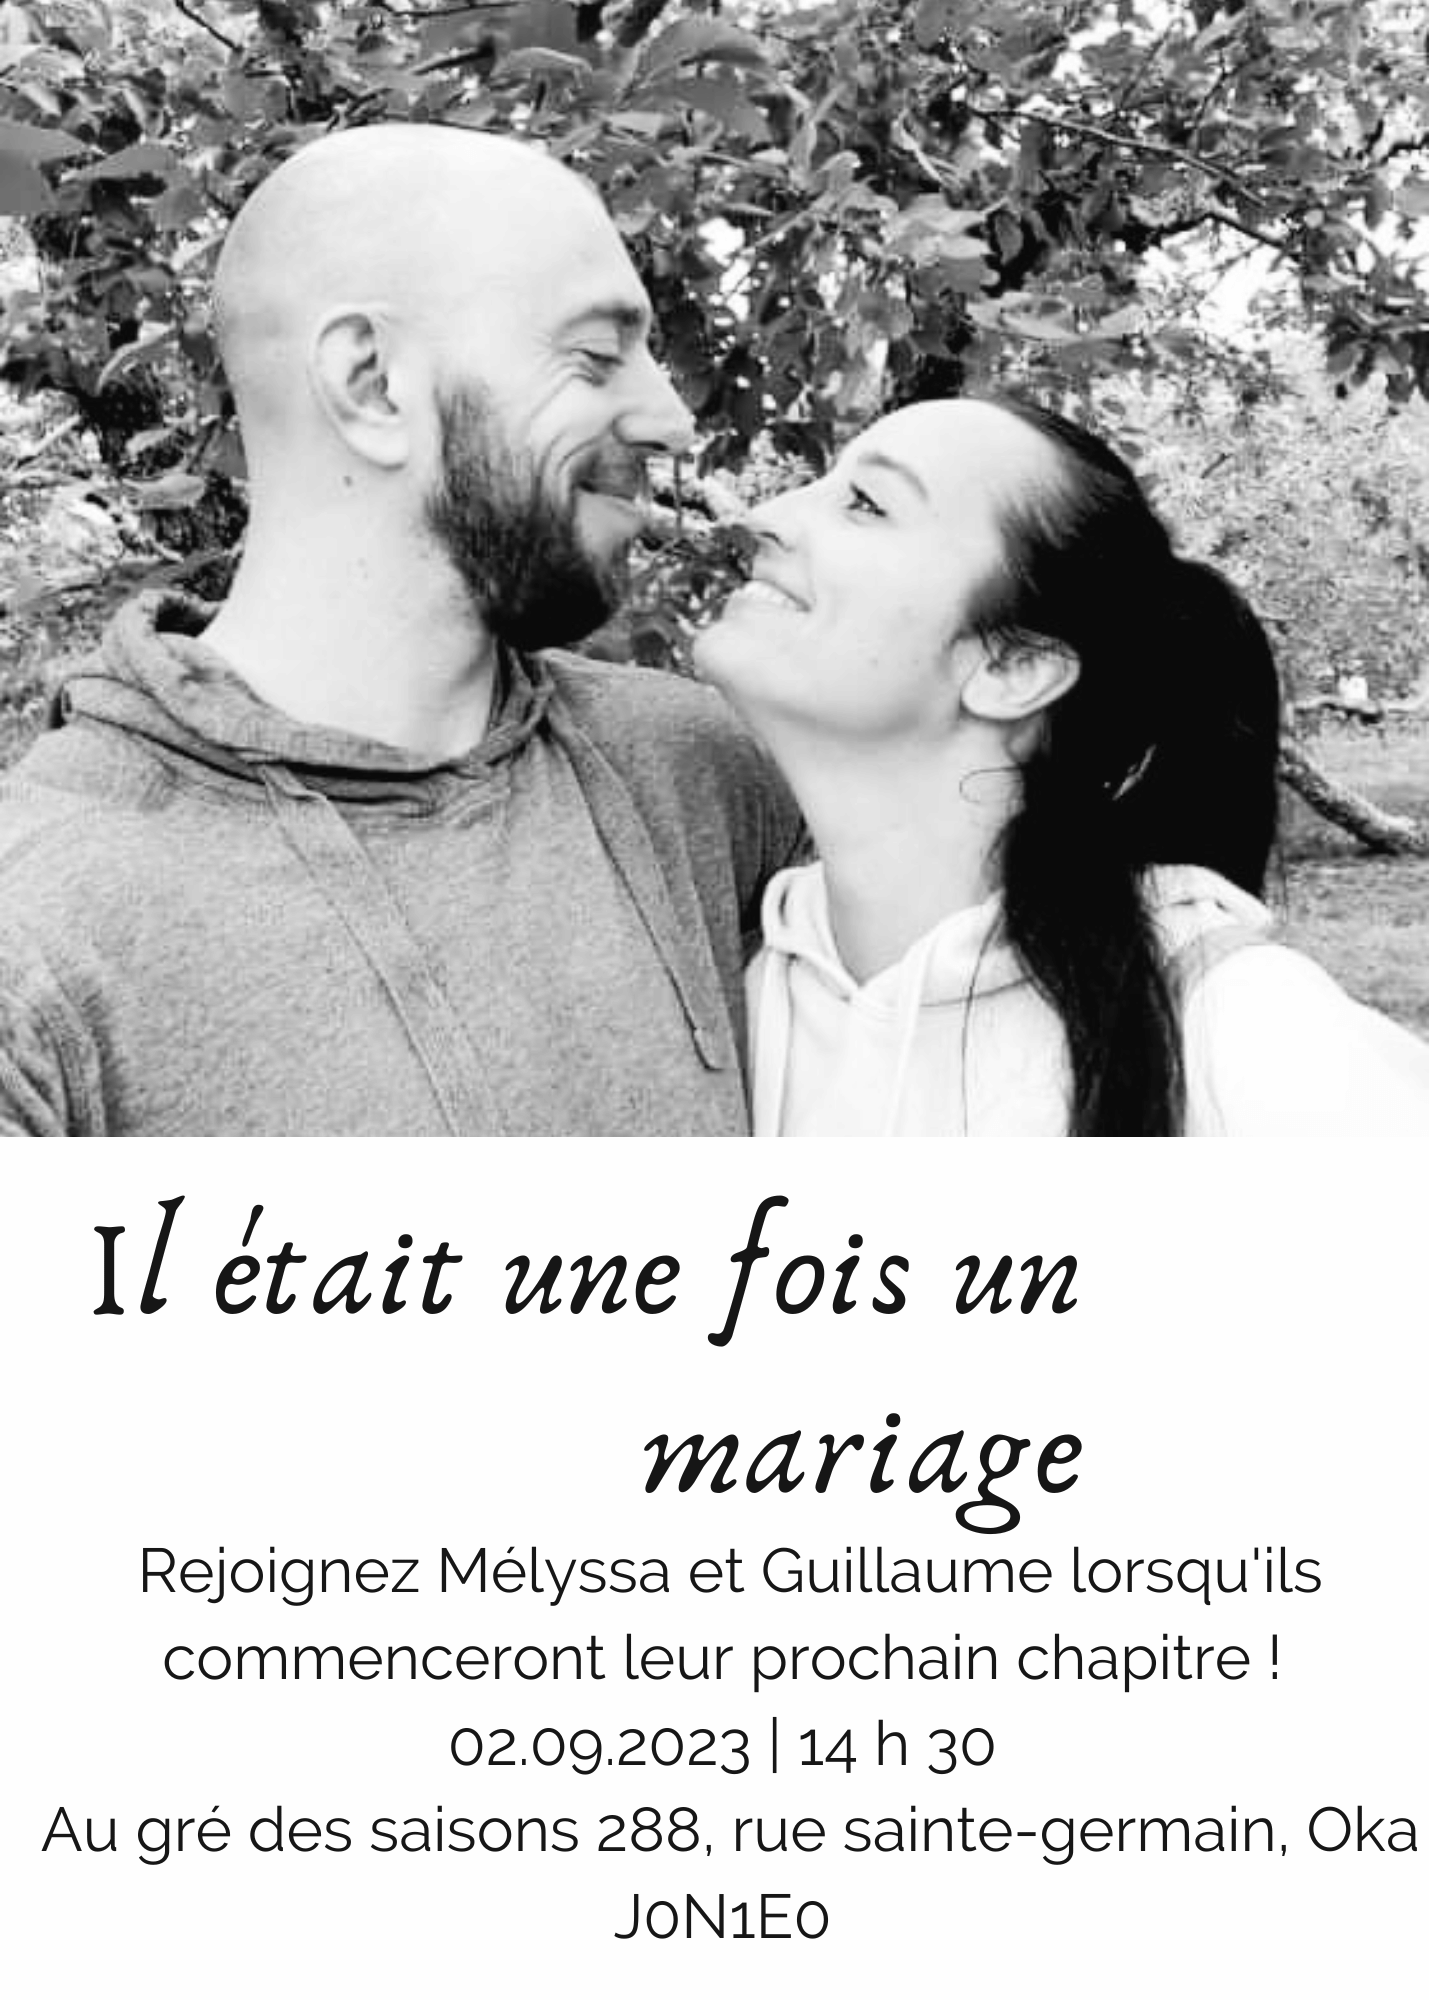 Il était une fois un
mariage
Rejoignez Mélyssa et Guillaume lorsqu'ils
commenceront leur prochain chapitre !
02.09.2023 | 14 h 30
Au gré des saisons 288, rue sainte-germain, Oka
J0N1E0